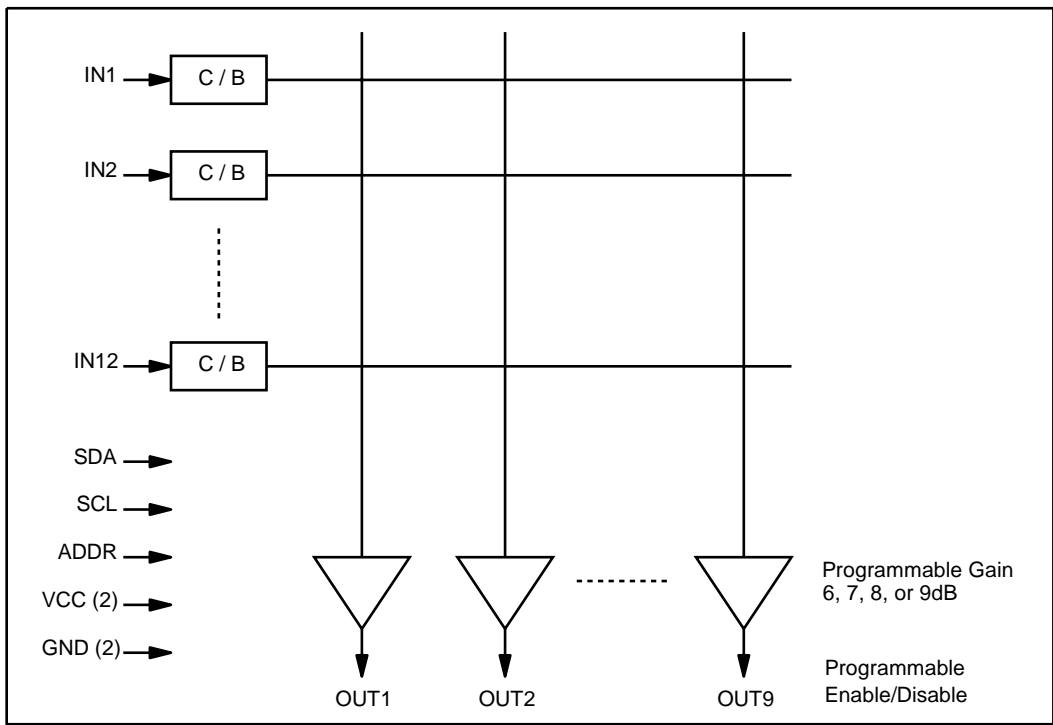 IN1
C / B
IN2
C / B
IN12
C / B
SDA
SCL
ADDR
VCC (2)
GND (2)
Programmable Gain
6, 7, 8, or 9dB
OUT1
OUT2
OUT9
Programmable
Enable/Disable